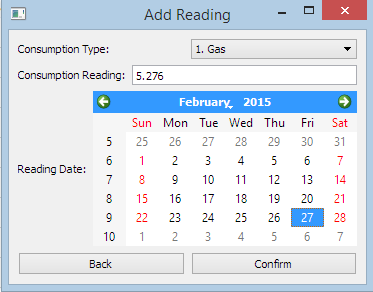 Add Reading
Consumption Type: 1. Gas
Consumption Reading: 5.276
Reading Date:
February, 2015
Sun Mon Tue Wed Thu Fri Sat
5 25 26 27 28 29 30 31
6 1 2 3 4 5 6 7
7 8 9 10 11 12 13 14
8 15 16 17 18 19 20 21
9 22 23 24 25 26 27 28
10 1 2 3 4 5 6 7
Back Confirm